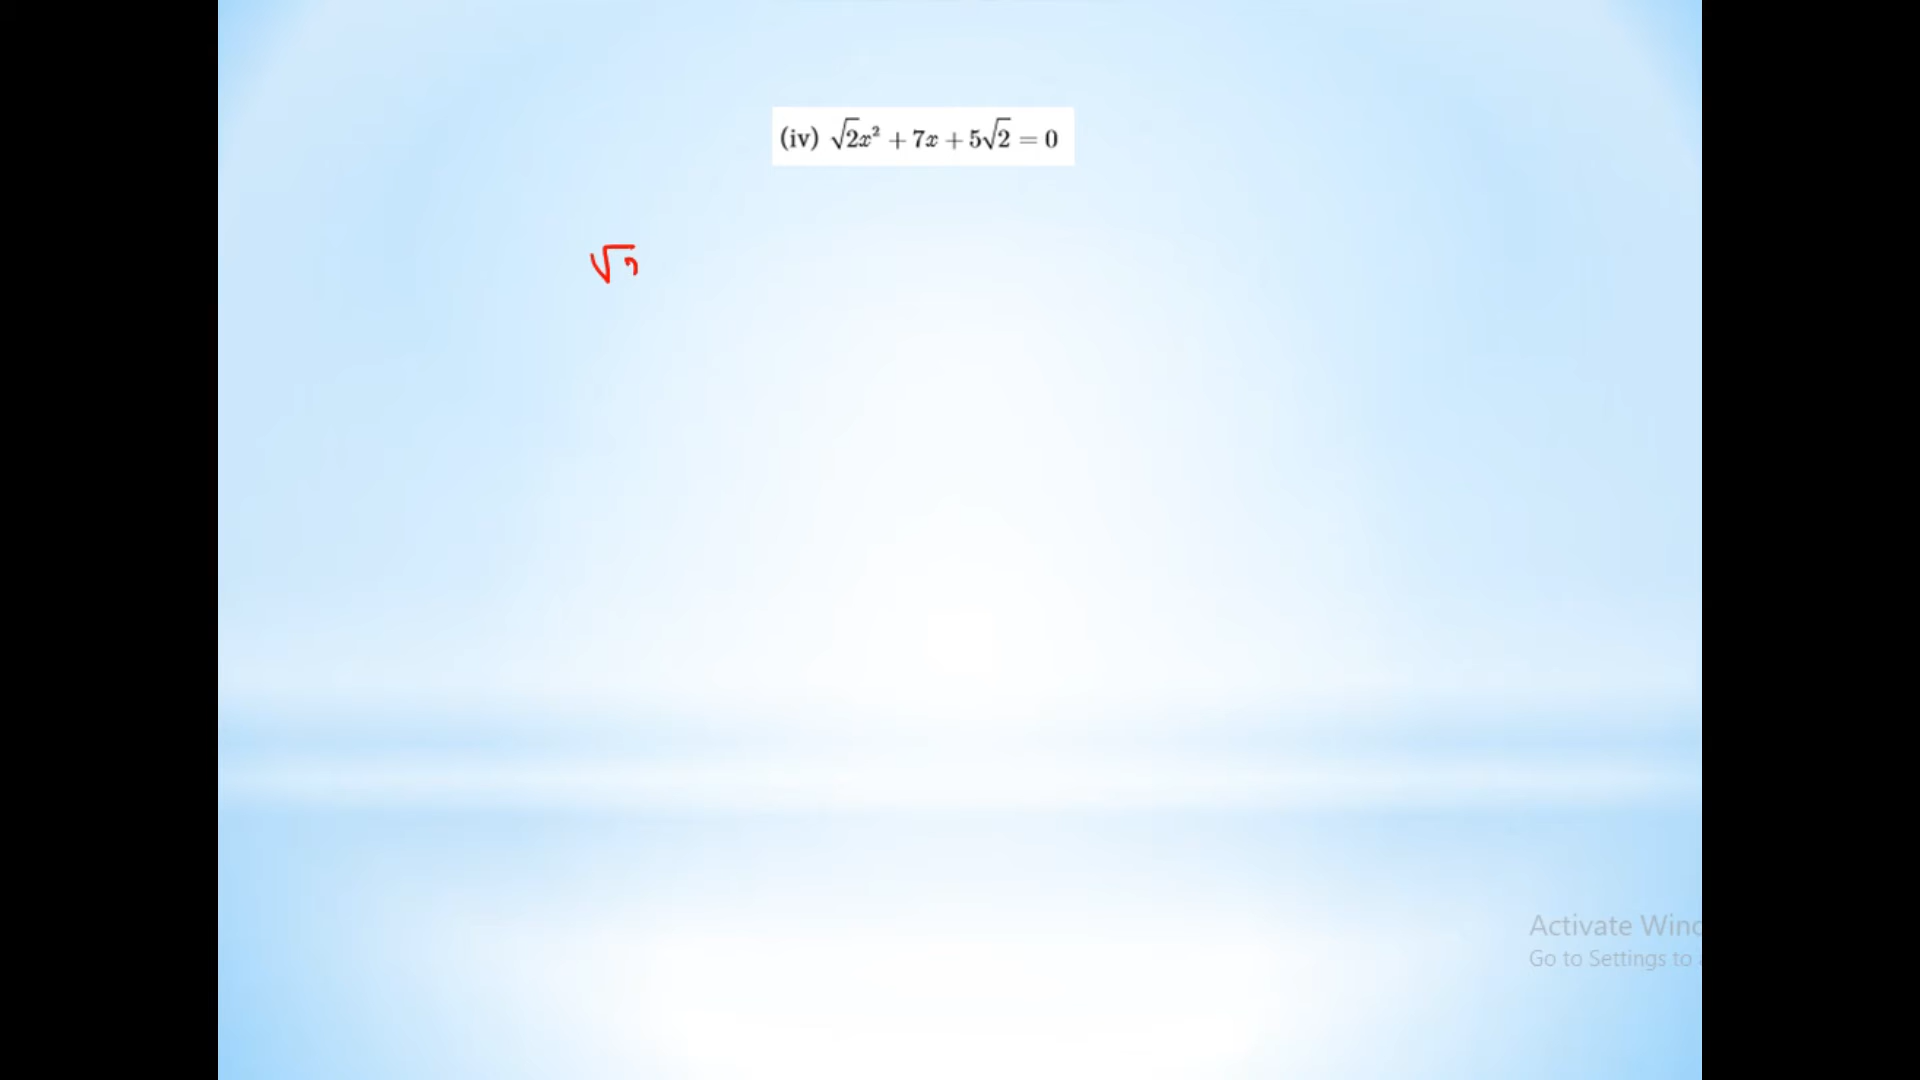 (iv) √2x² + 7x + 5√2 = 0
√
Activate Wind
Go to Settings to